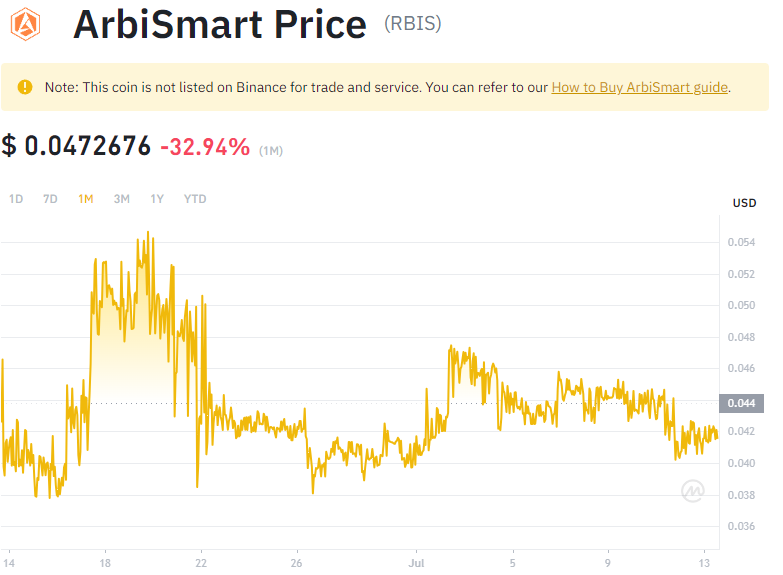 ArbiSmart Price (RBIS)
Note: This coin is not listed on Binance for trade and service. You can refer to our How to Buy ArbiSmart guide.
$ 0.0472676 -32.94% (1M)
1D 7D 1M 3M 1Y YTD
USD
0.054
0.052
0.050
0.048
0.046
0.044
0.042
0.040
0.038
0.036
14 18 22 26 Jul 5 9 13